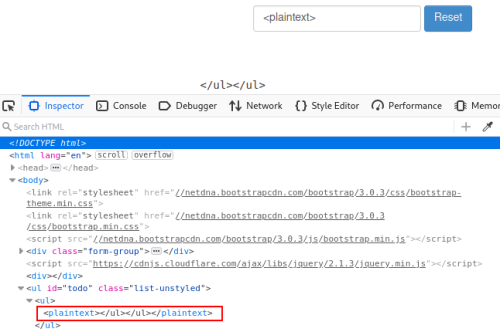 <plaintext>
Reset
</ul></ul>
Inspector
Console
Debugger
Network
{} Style Editor
Performance
Memor
Search HTML
<!DOCTYPE html>
<html lang="en"> scroll overflow
<head> ••• </head>
<body>
<link rel="stylesheet" href="//netdna.bootstrapcdn.com/bootstrap/3.0.3/css/bootstrap-
theme.min.css">
<link rel="stylesheet" href="//netdna.bootstrapcdn.com/bootstrap/3.0.3
/css/bootstrap.min.css">
<script src="//netdna.bootstrapcdn.com/bootstrap/3.0.3/js/bootstrap.min.js"></script>
<div class="form-group"> ••• </div>
<script src="https://cdnjs.cloudflare.com/ajax/libs/jquery/2.1.3/jquery.min.js"></script>
<div></div>
<ul id="todo" class="list-unstyled">
<ul>
<plaintext></ul></ul></plaintext>
</ul>